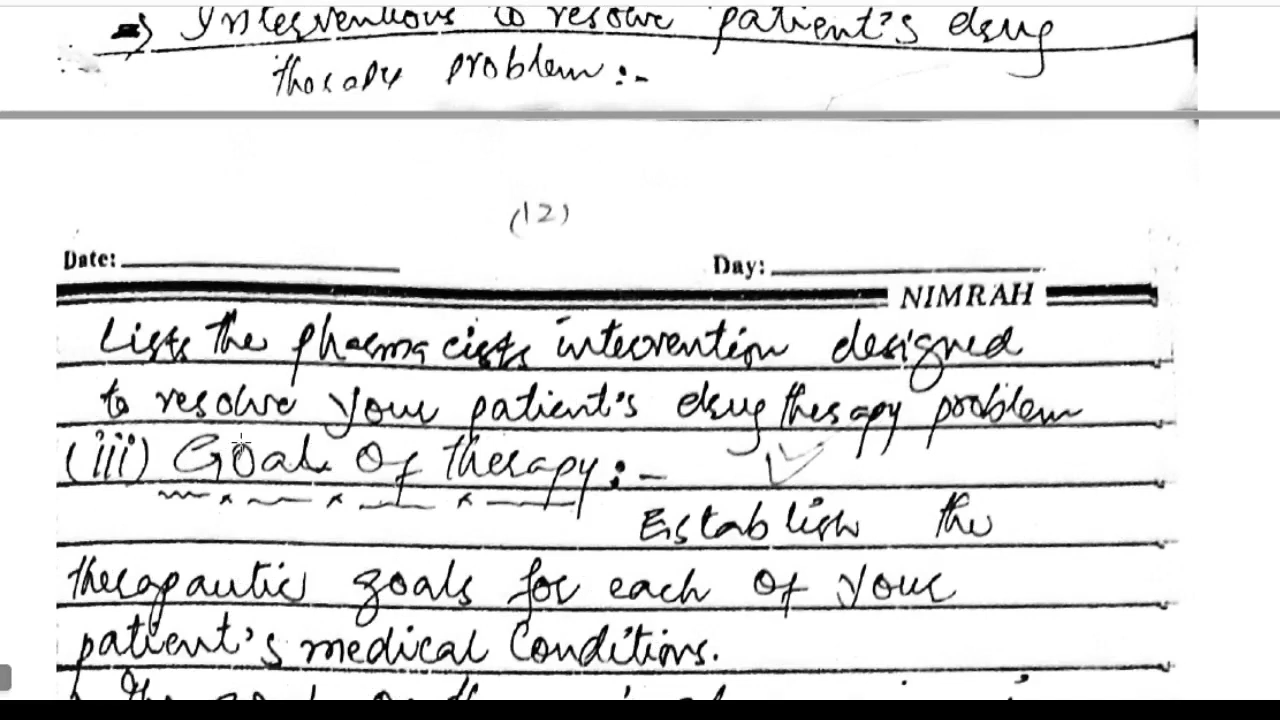 ⇒ Interventions to resolve patient's drug
therapy problem:-
(12)
Date:
Day:
NIMRAH
Lists the pharmacists intervention designed
to resolve your patient's drug therapy problem
(iii) Goal Of therapy:-
Establish the
therapautic goals for each of your
patient's medical Conditions.